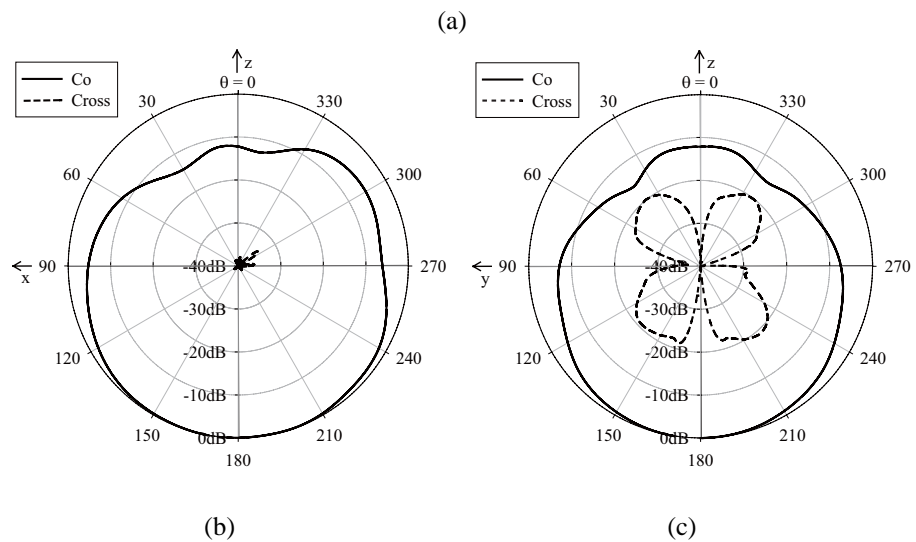 (a)
z
θ = 0
Co
Cross
30
330
60
300
90
x
270
120
240
150
210
180
-40dB
-30dB
-20dB
-10dB
0dB
(b)
z
θ = 0
Co
Cross
30
330
60
300
90
y
270
120
240
150
210
180
-40dB
-30dB
-20dB
-10dB
0dB
(c)